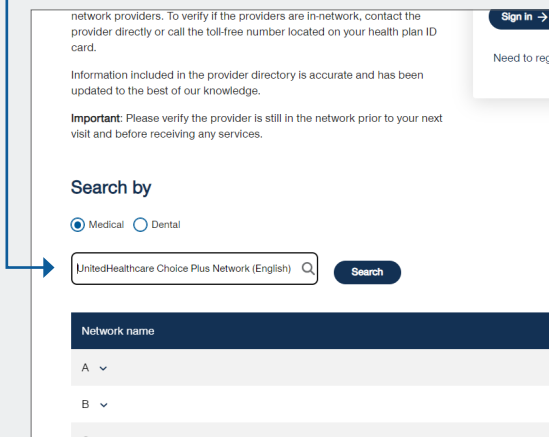 network providers. To verify if the providers are in-network, contact the
provider directly or call the toll-free number located on your health plan ID
card.
Information included in the provider directory is accurate and has been
updated to the best of our knowledge.
Important: Please verify the provider is still in the network prior to your next
visit and before receiving any services.
Sign in →
Need to reg
Search by
Medical Dental
UnitedHealthcare Choice Plus Network (English)
Search
Network name
A
B